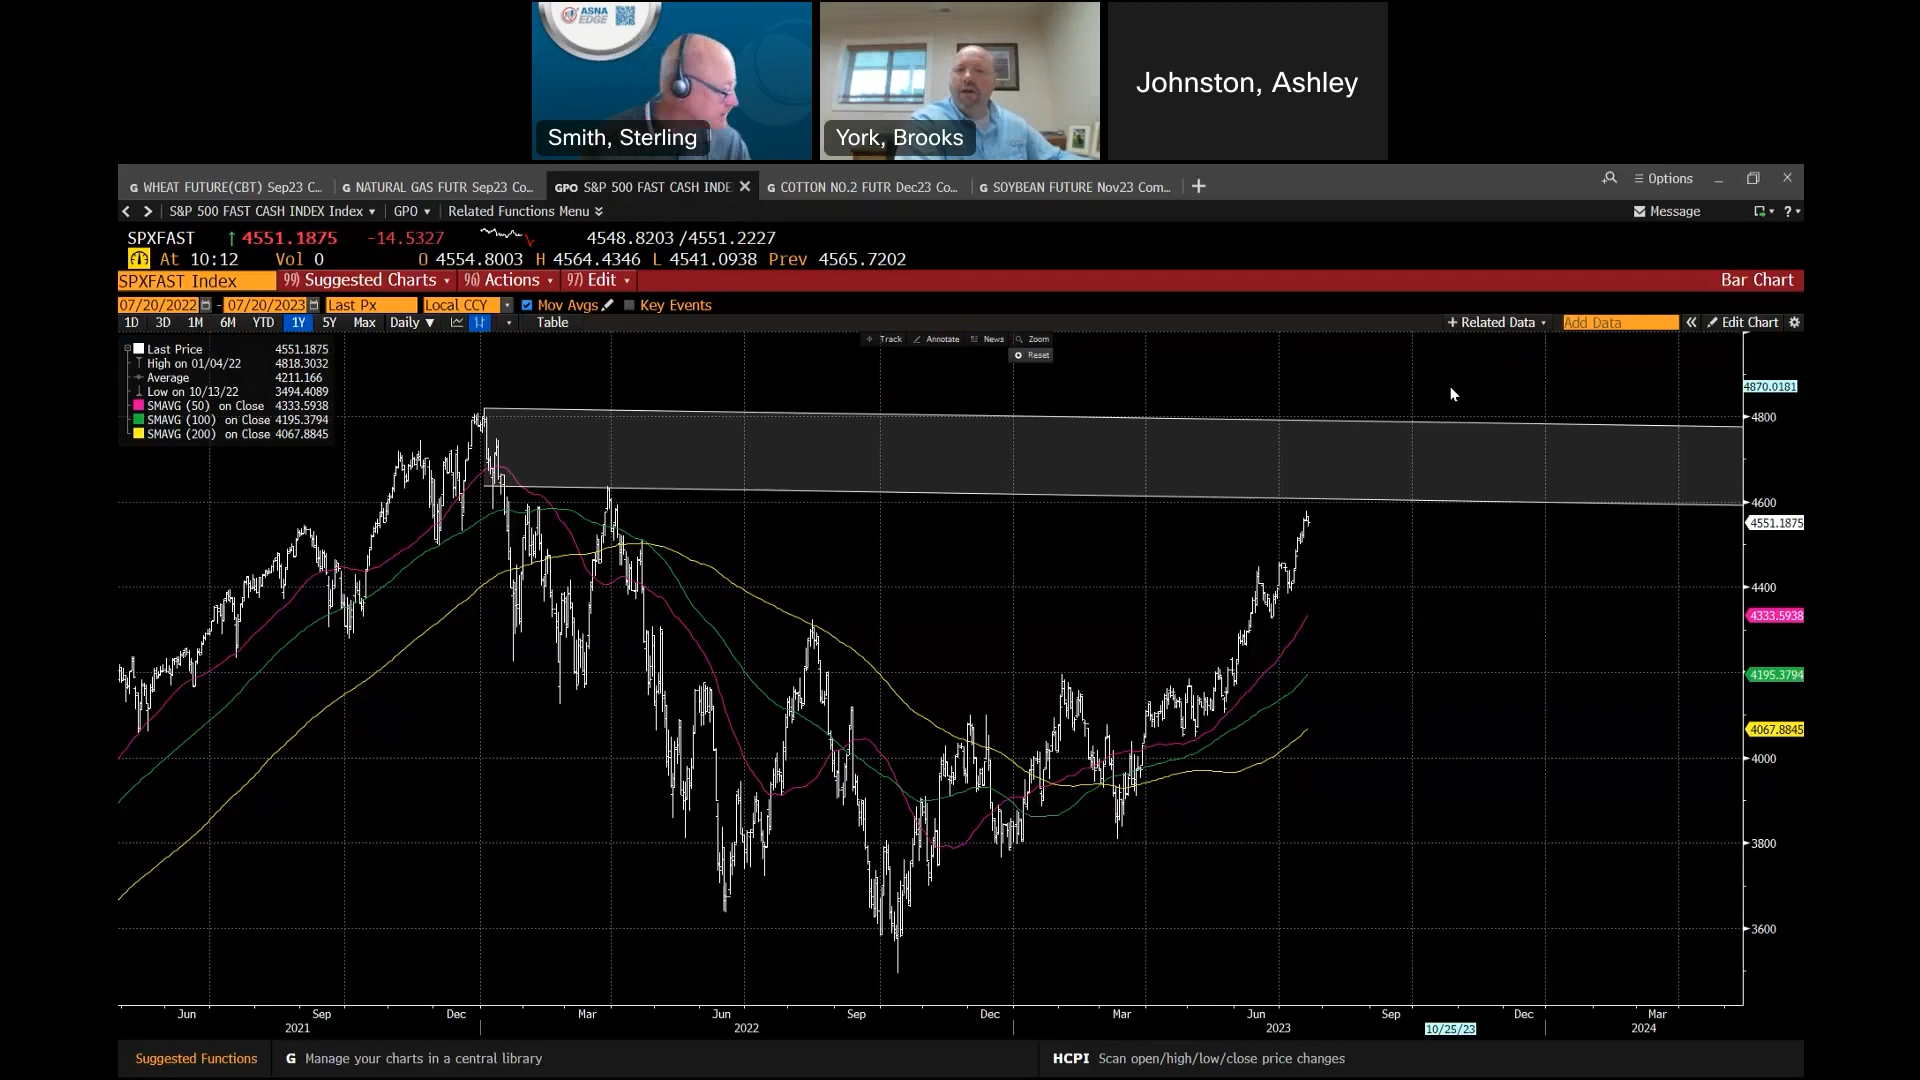 ASNA
EDGE
Smith, Sterling
York, Brooks
Johnston, Ashley
G WHEAT FUTURE(CBT) Sep23 C...
G NATURAL GAS FUTR Sep23 Co...
GPO S&P 500 FAST CASH INDE
G COTTON NO.2 FUTR Dec23 Co...
G SOYBEAN FUTURE Nov23 Com...
Options
S&P 500 FAST CASH INDEX Index
GPO
Related Functions Menu
Message
?
SPXFAST ↑ 4551.1875 -14.5327 4548.8203 /4551.2227
At 10:12 Vol 0 O 4554.8003 H 4564.4346 L 4541.0938 Prev 4565.7202
SPXFAST Index 99) Suggested Charts 96) Actions 97) Edit Bar Chart
07/20/2022 - 07/20/2023 Last Px Local CCY Mov Avgs Key Events
1D 3D 1M 6M YTD 1Y 5Y Max Daily ▼ Table + Related Data Add Data « Edit Chart
Track Annotate News Zoom
Reset
Last Price 4551.1875
High on 01/04/22 4818.3032
Average 4211.166
Low on 10/13/22 3494.4089
SMAVG (50) on Close 4333.5938
SMAVG (100) on Close 4195.3794
SMAVG (200) on Close 4067.8845
4870.0181
4800
4600
4551.1875
4400
4333.5938
4195.3794
4067.8845
4000
3800
3600
Jun Sep Dec Mar Jun Sep Dec Mar Jun Sep Dec Mar
2021 2022 2023 10/25/23 2024
Suggested Functions G Manage your charts in a central library HCPI Scan open/high/low/close price changes